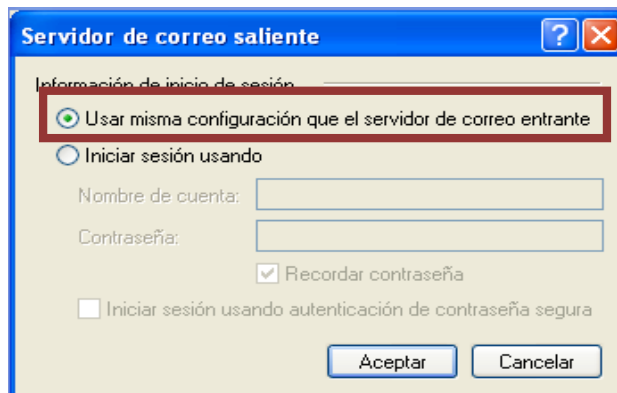 Servidor de correo saliente
Información de inicio de sesión
Usar misma configuración que el servidor de correo entrante
Iniciar sesión usando
Nombre de cuenta:
Contraseña:
Recordar contraseña
Iniciar sesión usando autenticación de contraseña segura
Aceptar Cancelar